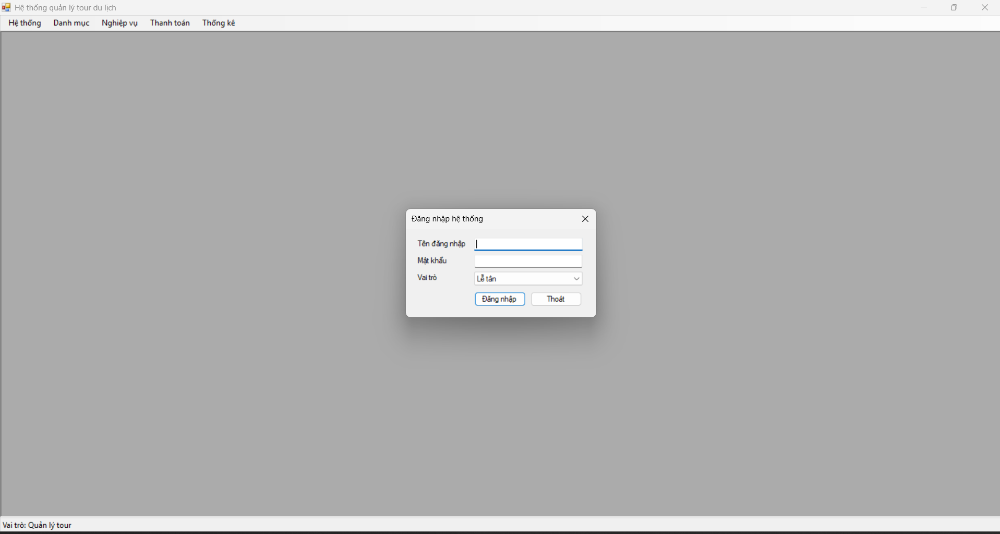 Hệ thống quản lý tour du lịch
Hệ thống Danh mục Nghiệp vụ Thanh toán Thống kê
Đăng nhập hệ thống
Tên đăng nhập
Mật khẩu
Vai trò Lễ tân
Đăng nhập Thoát
Vai trò: Quản lý tour